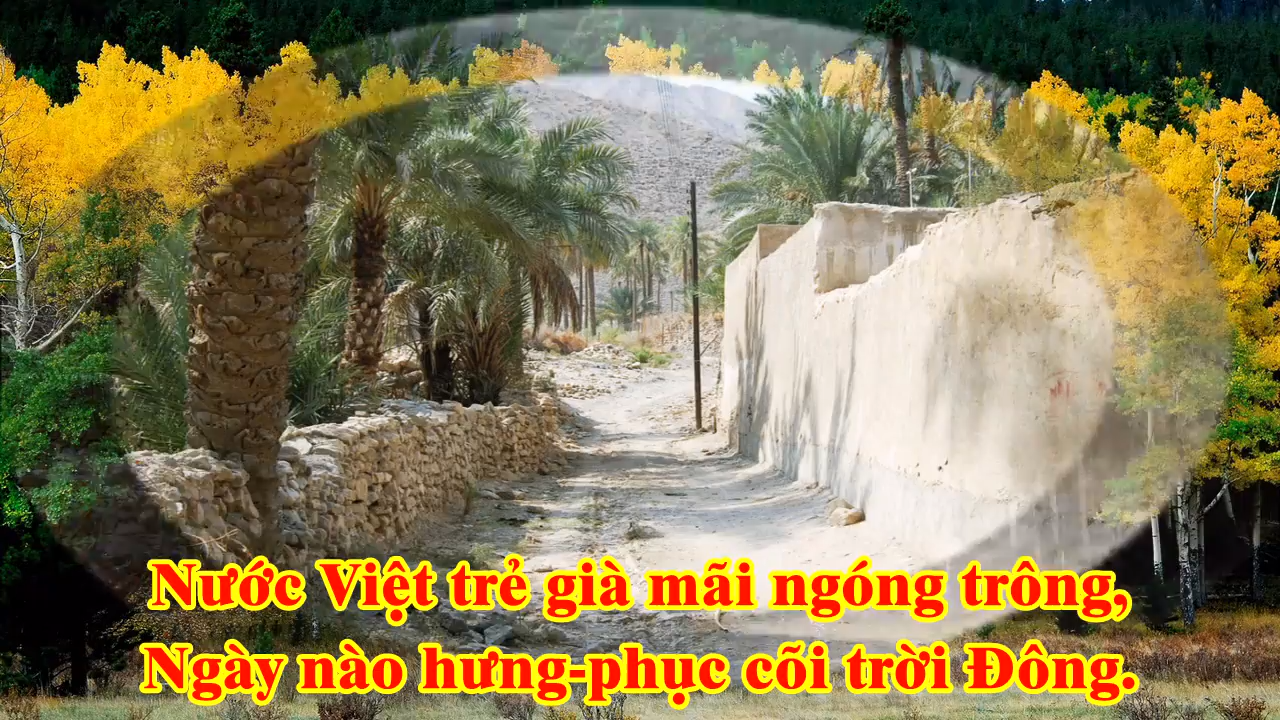 Nước Việt trẻ già mãi ngóng trông,
Ngày nào hưng-phục cõi trời Đông.